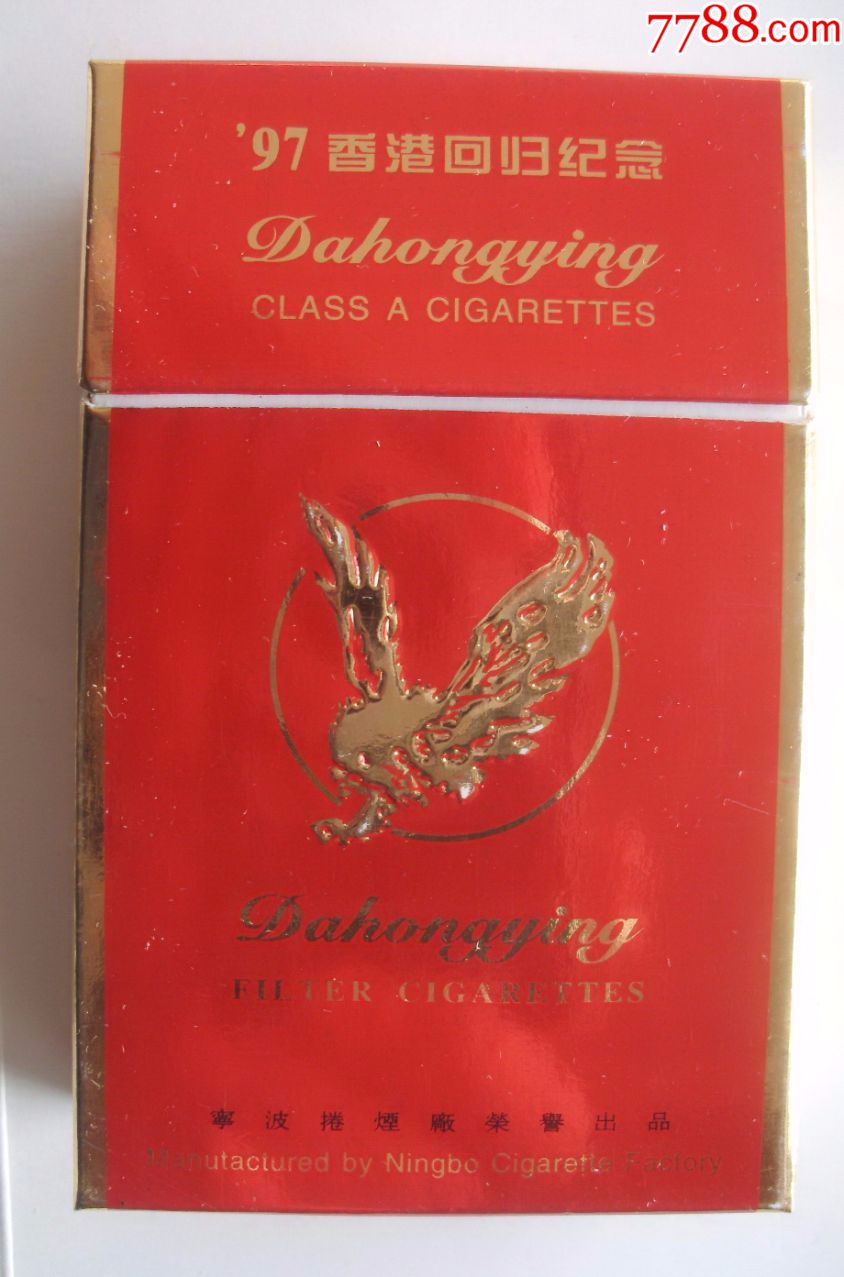 7788.com
’97 香港回归纪念
Dahongying
CLASS A CIGARETTES
Dahongying
FILTER CIGARETTES
寧波捲煙廠榮譽出品
Manufactured by Ningbo Cigarette Factory